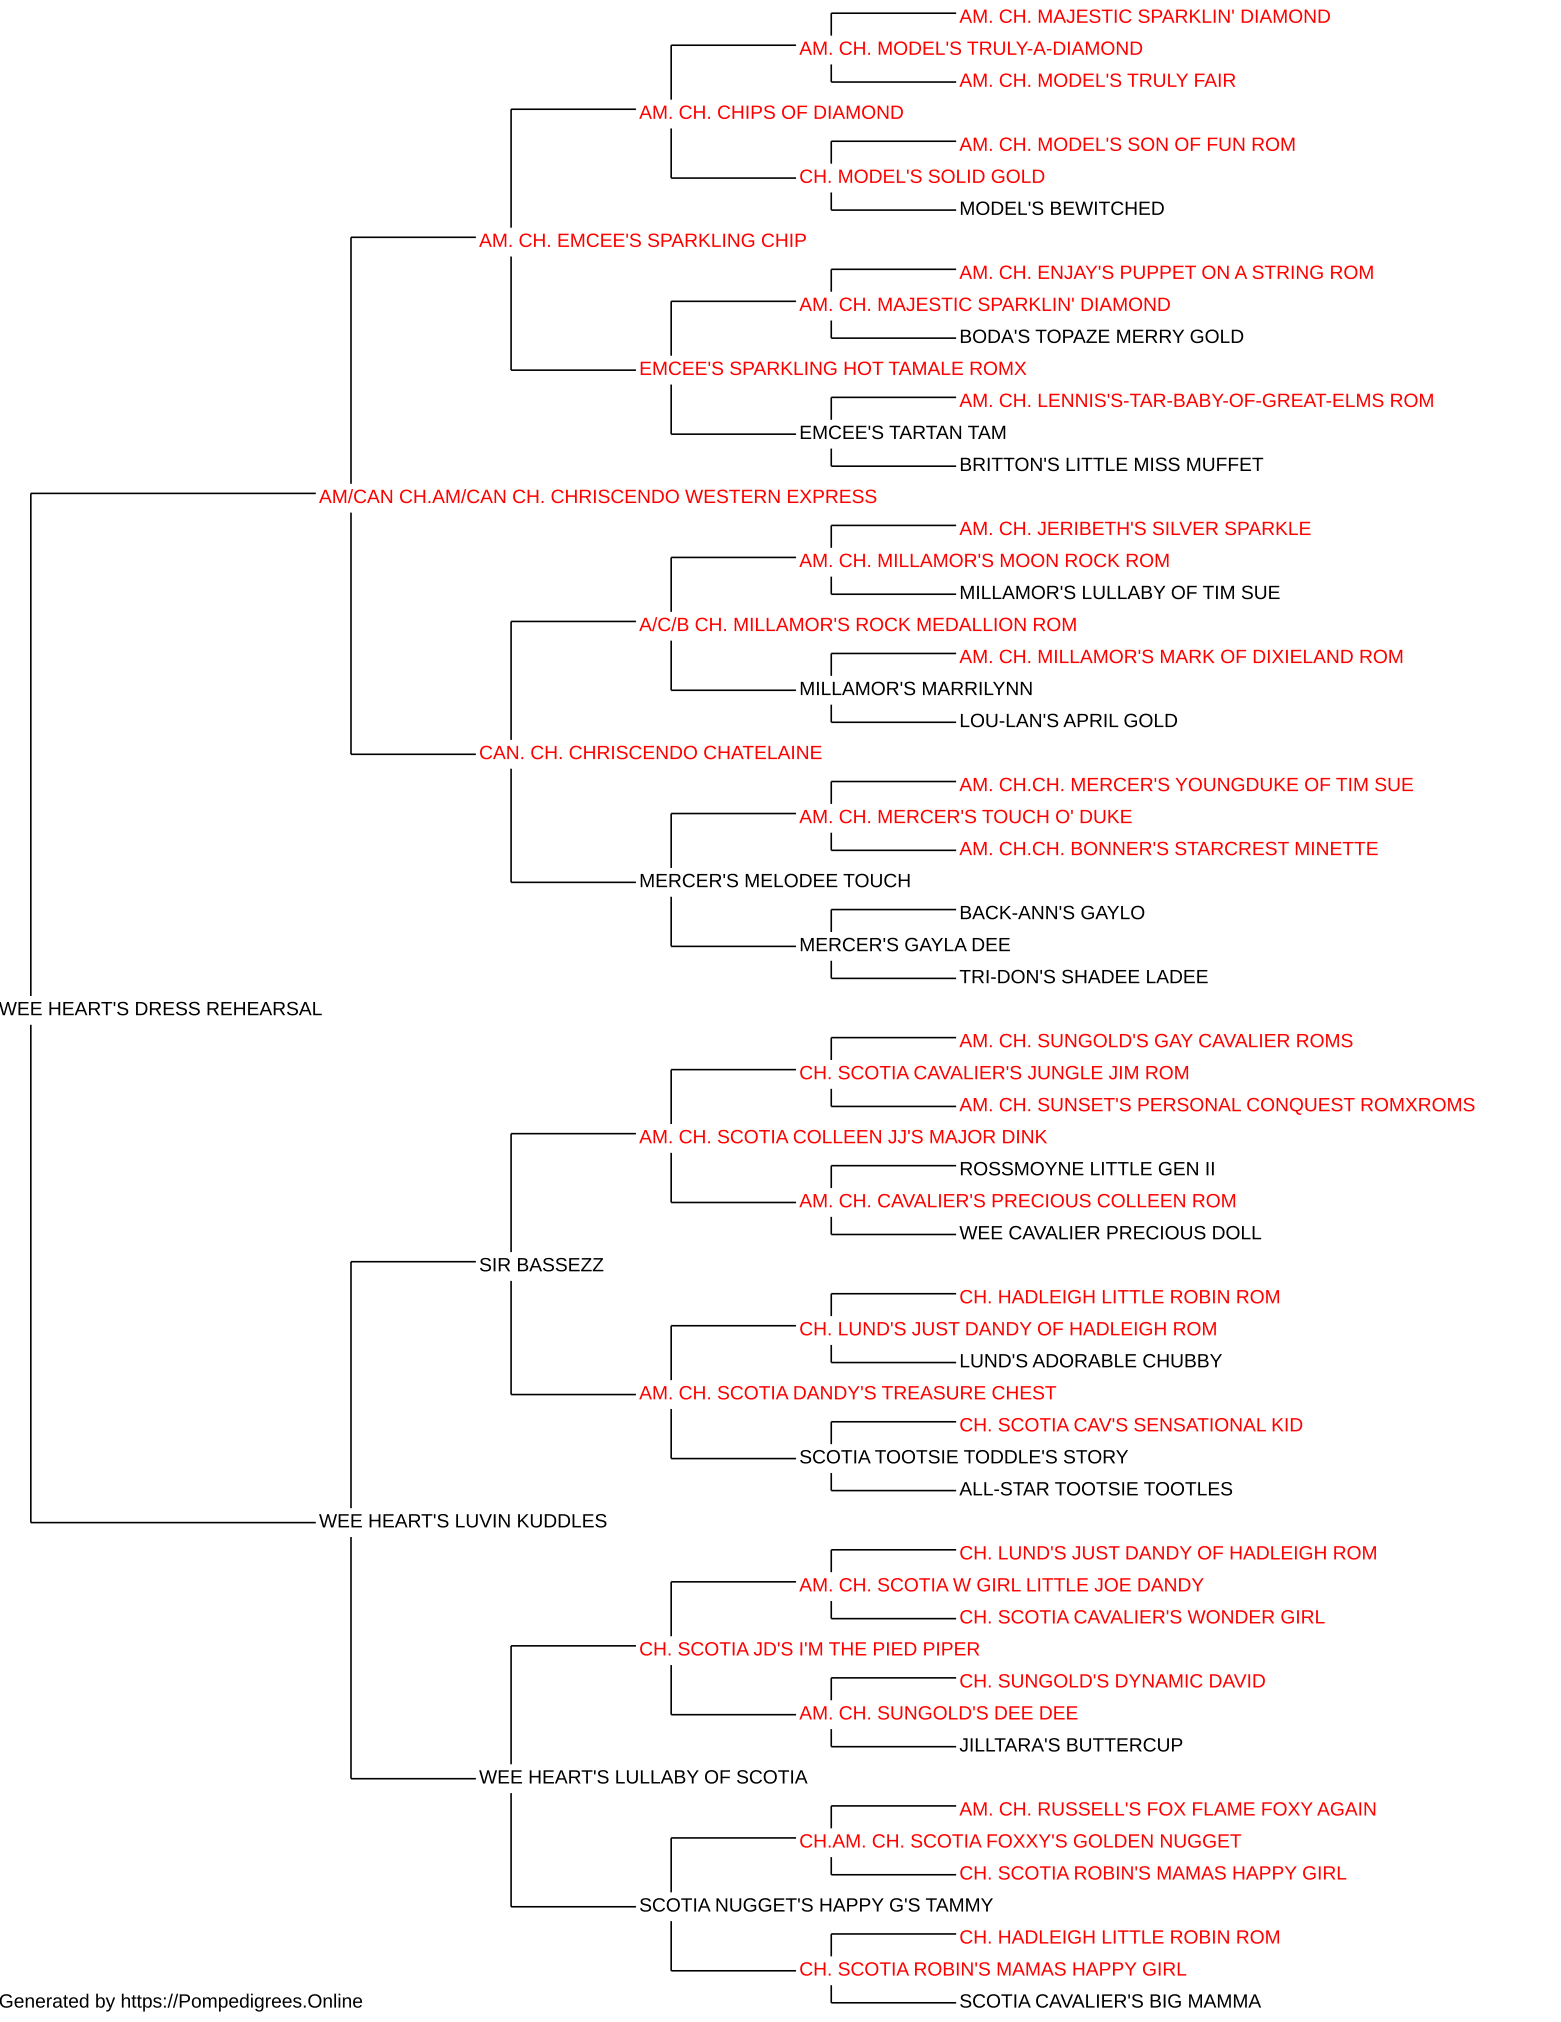 AM. CH. MAJESTIC SPARKLIN' DIAMOND
AM. CH. MODEL'S TRULY-A-DIAMOND
AM. CH. MODEL'S TRULY FAIR
AM. CH. CHIPS OF DIAMOND
AM. CH. MODEL'S SON OF FUN ROM
CH. MODEL'S SOLID GOLD
MODEL'S BEWITCHED
AM. CH. EMCEE'S SPARKLING CHIP
AM. CH. ENJAY'S PUPPET ON A STRING ROM
AM. CH. MAJESTIC SPARKLIN' DIAMOND
BODA'S TOPAZE MERRY GOLD
EMCEE'S SPARKLING HOT TAMALE ROMX
AM. CH. LENNIS'S-TAR-BABY-OF-GREAT-ELMS ROM
EMCEE'S TARTAN TAM
BRITTON'S LITTLE MISS MUFFET
AM/CAN CH.AM/CAN CH. CHRISCENDO WESTERN EXPRESS
AM. CH. JERIBETH'S SILVER SPARKLE
AM. CH. MILLAMOR'S MOON ROCK ROM
MILLAMOR'S LULLABY OF TIM SUE
A/C/B CH. MILLAMOR'S ROCK MEDALLION ROM
AM. CH. MILLAMOR'S MARK OF DIXIELAND ROM
MILLAMOR'S MARRILYNN
LOU-LAN'S APRIL GOLD
CAN. CH. CHRISCENDO CHATELAINE
AM. CH.CH. MERCER'S YOUNGDUKE OF TIM SUE
AM. CH. MERCER'S TOUCH O' DUKE
AM. CH.CH. BONNER'S STARCREST MINETTE
MERCER'S MELODEE TOUCH
BACK-ANN'S GAYLO
MERCER'S GAYLA DEE
TRI-DON'S SHADEE LADEE
WEE HEART'S DRESS REHEARSAL
AM. CH. SUNGOLD'S GAY CAVALIER ROMS
CH. SCOTIA CAVALIER'S JUNGLE JIM ROM
AM. CH. SUNSET'S PERSONAL CONQUEST ROMXROMS
AM. CH. SCOTIA COLLEEN JJ'S MAJOR DINK
ROSSMOYNE LITTLE GEN II
AM. CH. CAVALIER'S PRECIOUS COLLEEN ROM
WEE CAVALIER PRECIOUS DOLL
SIR BASSEZZ
CH. HADLEIGH LITTLE ROBIN ROM
CH. LUND'S JUST DANDY OF HADLEIGH ROM
LUND'S ADORABLE CHUBBY
AM. CH. SCOTIA DANDY'S TREASURE CHEST
CH. SCOTIA CAV'S SENSATIONAL KID
SCOTIA TOOTSIE TODDLE'S STORY
ALL-STAR TOOTSIE TOOTLES
WEE HEART'S LUVIN KUDDLES
CH. LUND'S JUST DANDY OF HADLEIGH ROM
AM. CH. SCOTIA W GIRL LITTLE JOE DANDY
CH. SCOTIA CAVALIER'S WONDER GIRL
CH. SCOTIA JD'S I'M THE PIED PIPER
CH. SUNGOLD'S DYNAMIC DAVID
AM. CH. SUNGOLD'S DEE DEE
JILLTARA'S BUTTERCUP
WEE HEART'S LULLABY OF SCOTIA
AM. CH. RUSSELL'S FOX FLAME FOXY AGAIN
CH.AM. CH. SCOTIA FOXXY'S GOLDEN NUGGET
CH. SCOTIA ROBIN'S MAMAS HAPPY GIRL
SCOTIA NUGGET'S HAPPY G'S TAMMY
CH. HADLEIGH LITTLE ROBIN ROM
CH. SCOTIA ROBIN'S MAMAS HAPPY GIRL
SCOTIA CAVALIER'S BIG MAMMA
Generated by https://Pompedigrees.Online